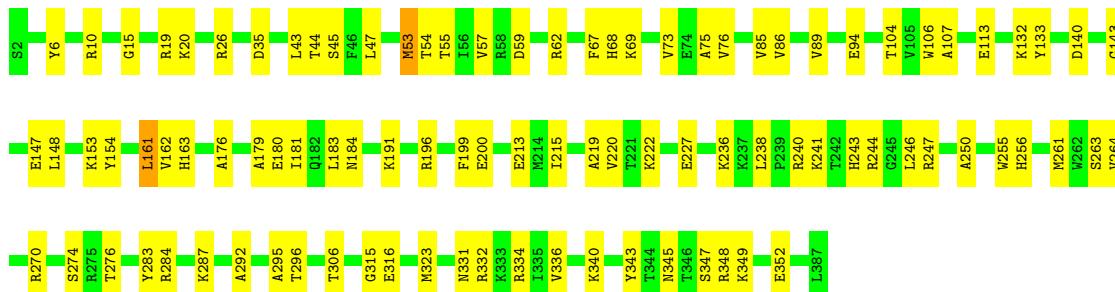 S2 Y6 R10 G15 R19 K20 R26 D35 L43 T44 S45 F46 L47 M53 T54 T55 I56 V57 R58 D59 R62 F67 H68 K69 V73 E74 A75 V76 V85 V86 V89 E94 T104 V105 W106 A107 E113 K132 Y133 D140
E147 L148 K153 Y154 L161 V162 H163 A176 A179 E180 I181 Q182 L183 N184 K191 R196 F199 E200 E213 M214 I215 A219 V220 T221 K222 E227 K236 K237 L238 P239 R240 K241 T242 H243 R244 G245 L246 R247 A250 W255 H256 M261 W262 S263
R270 S274 R275 T276 Y283 R284 K287 A292 A295 T296 T306 G315 E316 M323 N331 R332 K333 R334 I335 V336 K340 Y343 T344 N345 T346 S347 R348 K349 E352 L387